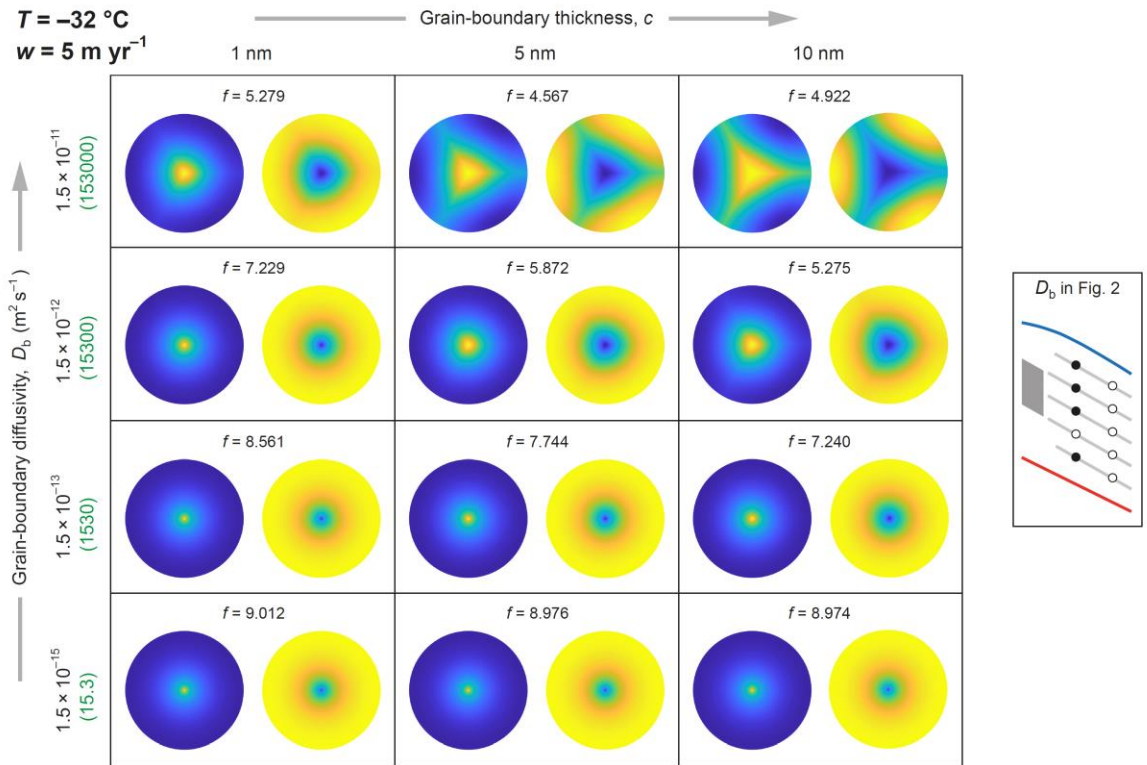 T = –32 °C
w = 5 m yr⁻¹
Grain-boundary thickness, c
1 nm 5 nm 10 nm
Grain-boundary diffusivity, D_b (m² s⁻¹)
1.5 × 10⁻¹¹
(153000)
f = 5.279 f = 4.567 f = 4.922
1.5 × 10⁻¹²
(15300)
f = 7.229 f = 5.872 f = 5.275
1.5 × 10⁻¹³
(1530)
f = 8.561 f = 7.744 f = 7.240
1.5 × 10⁻¹⁵
(15.3)
f = 9.012 f = 8.976 f = 8.974
D_b in Fig. 2